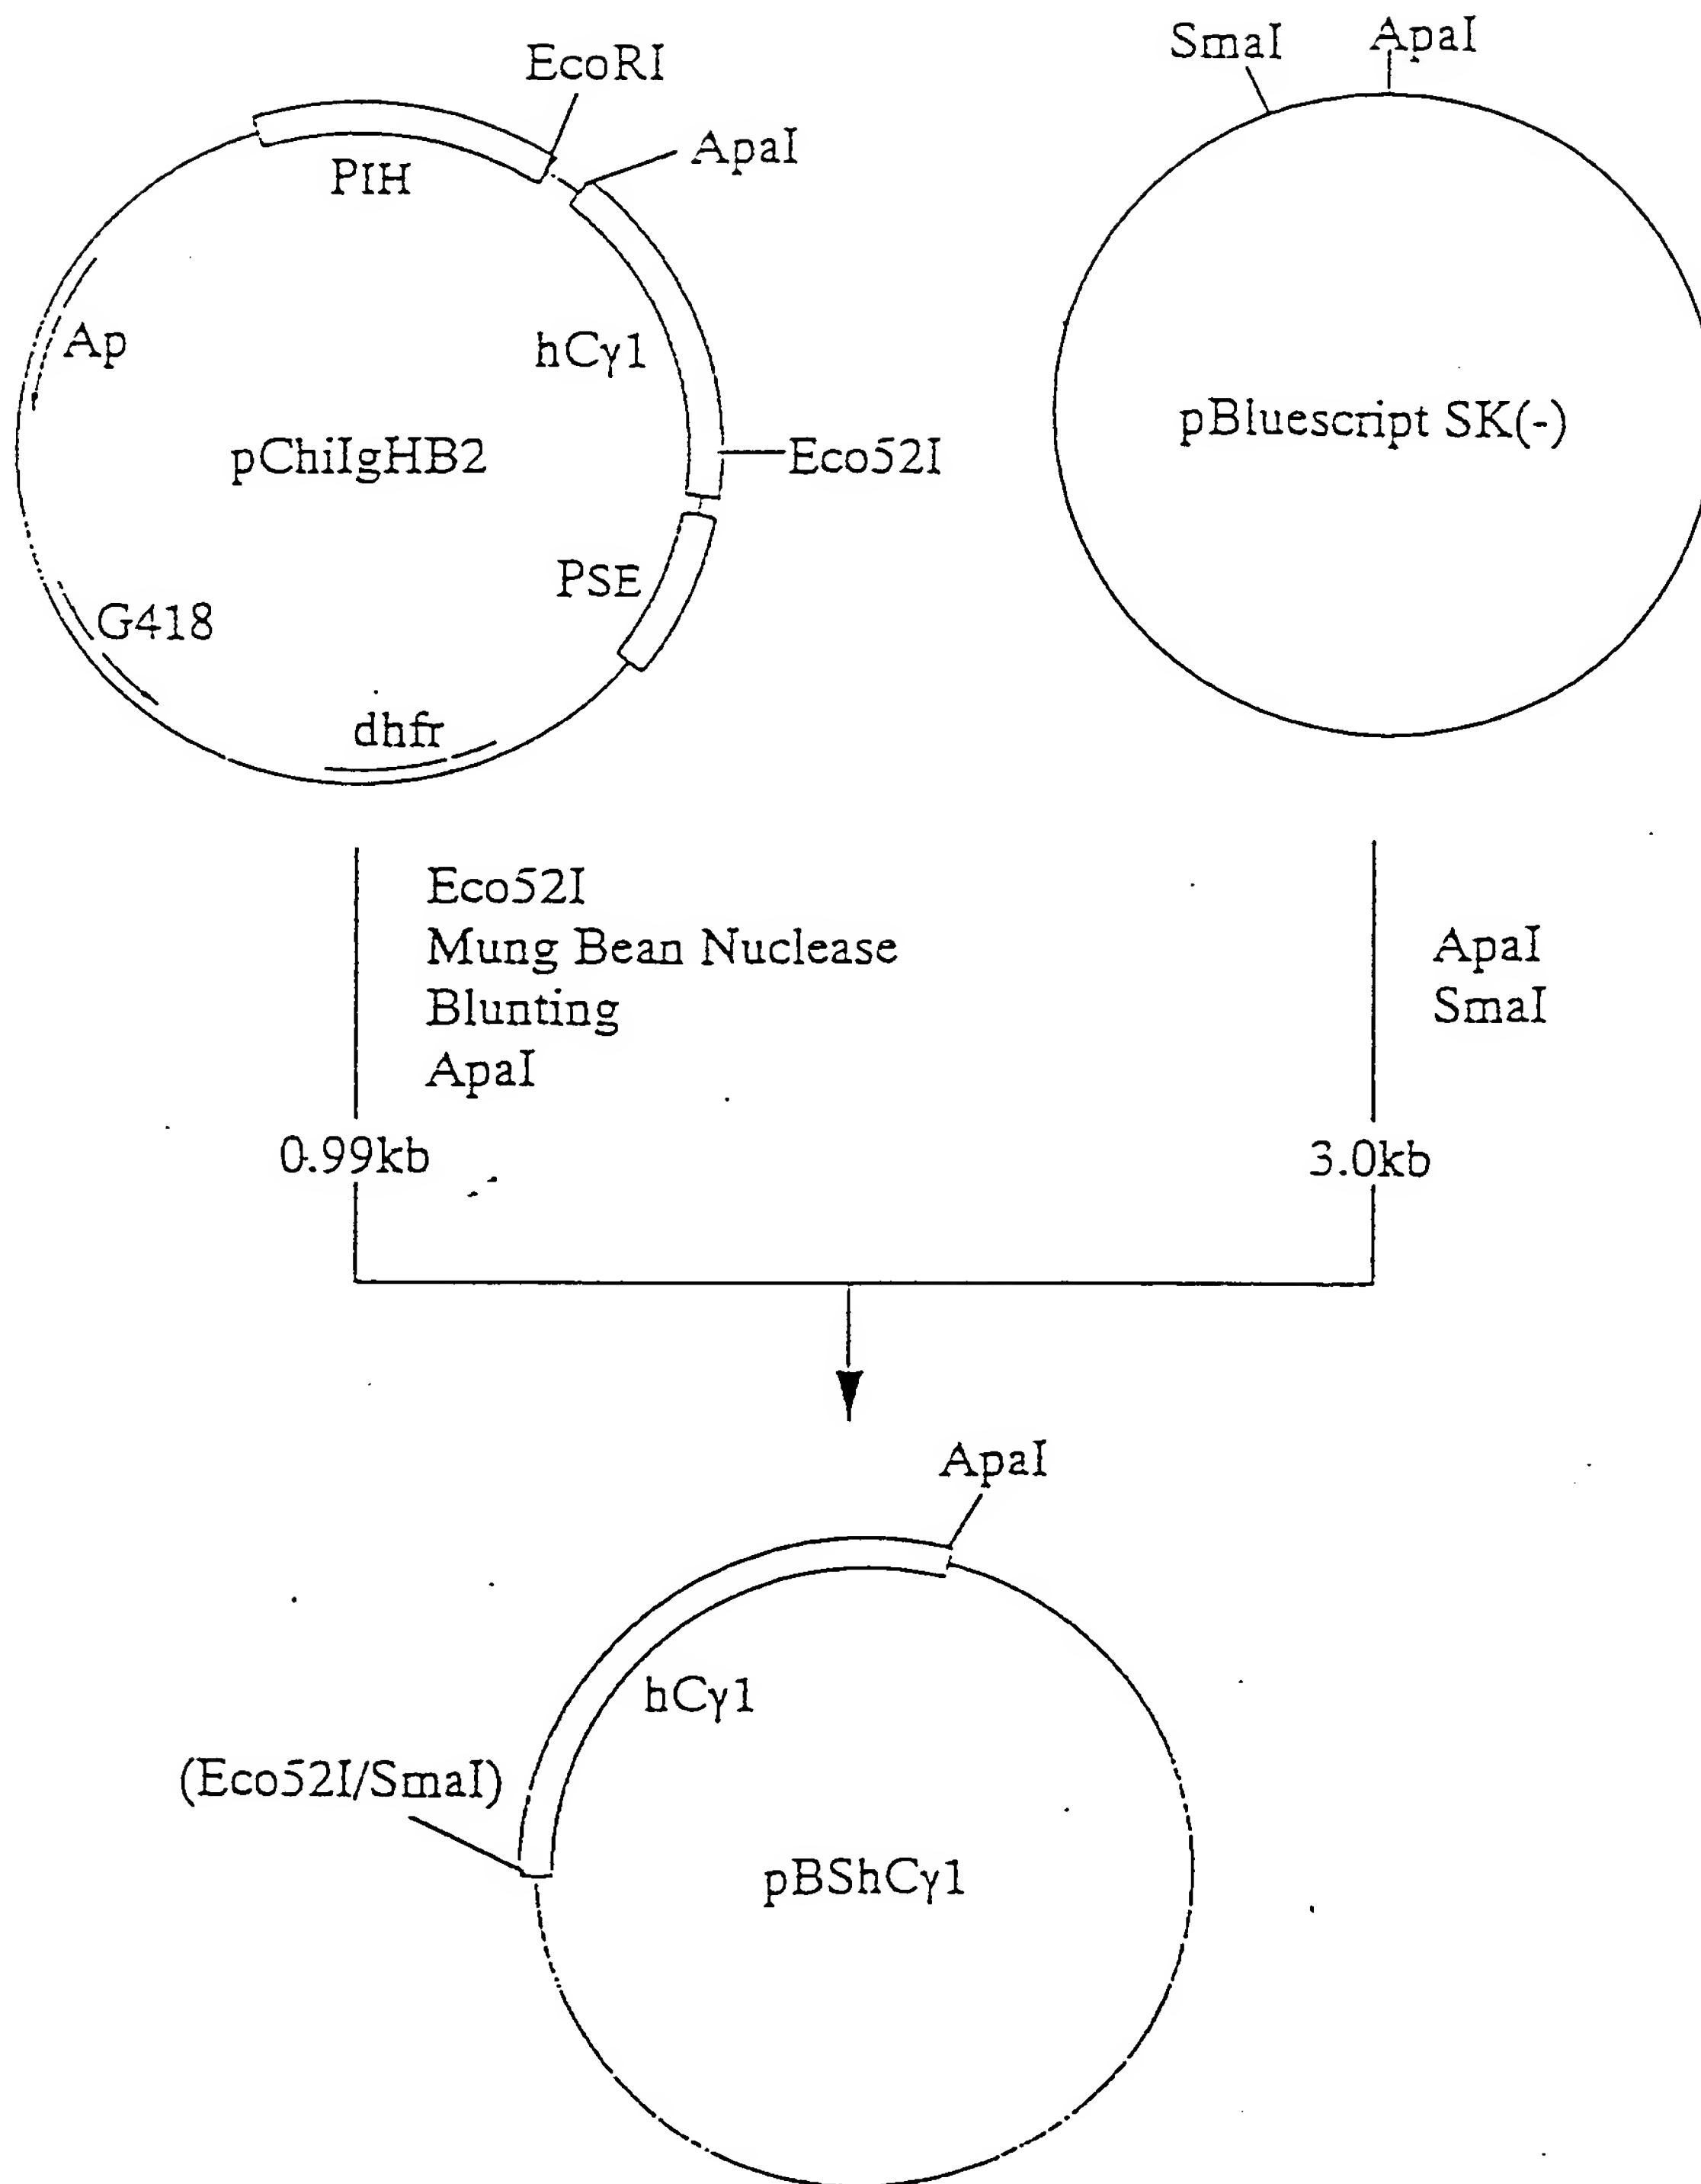 EcoRI
ApaI
PIH
hCγ1
Ap
pChiIgHB2
Eco52I
PSE
G418
dhfr
SmaI
ApaI
pBluescript SK(-)
Eco52I
Mung Bean Nuclease
Blunting
ApaI
0.99kb
ApaI
SmaI
3.0kb
ApaI
hCγ1
(Eco52I/SmaI)
pBShCγ1